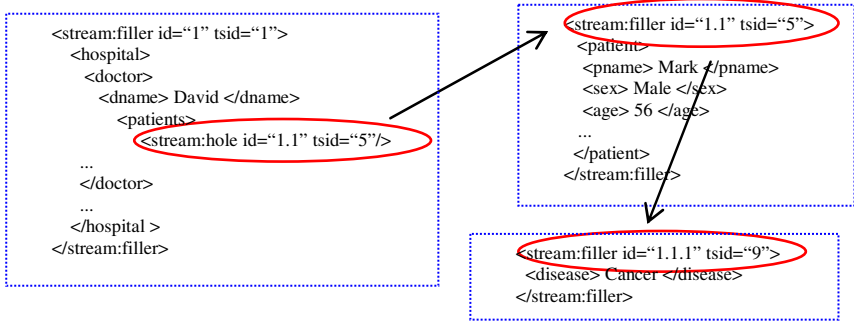 <stream:filler id=“1” tsid=“1”>
<hospital>
<doctor>
<dname> David </dname>
<patients>
<stream:hole id=“1.1” tsid=“5”/>
...
</doctor>
...
</hospital >
</stream:filler>
<stream:filler id=“1.1” tsid=“5”>
<patient>
<pname> Mark </pname>
<sex> Male </sex>
<age> 56 </age>
...
</patient>
</stream:filler>
<stream:filler id=“1.1.1” tsid=“9”>
<disease> Cancer </disease>
</stream:filler>